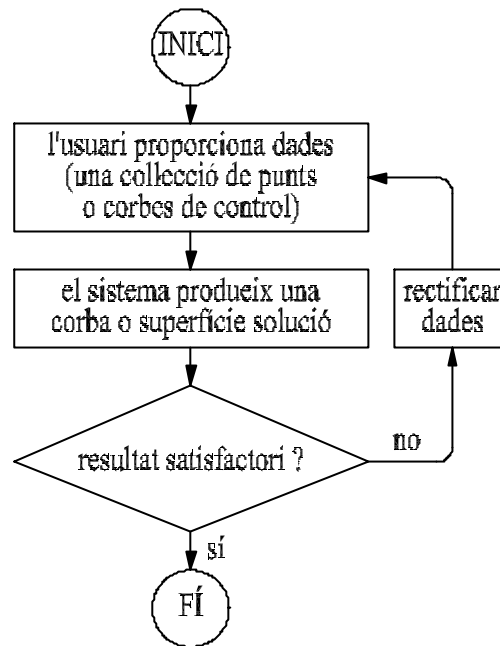 INICI
l'usuari proporciona dades
(una collecció de punts
o corbes de control)
el sistema produeix una
corba o superfície solució
rectificar
dades
resultat satisfactori ?
no
sí
FÍ